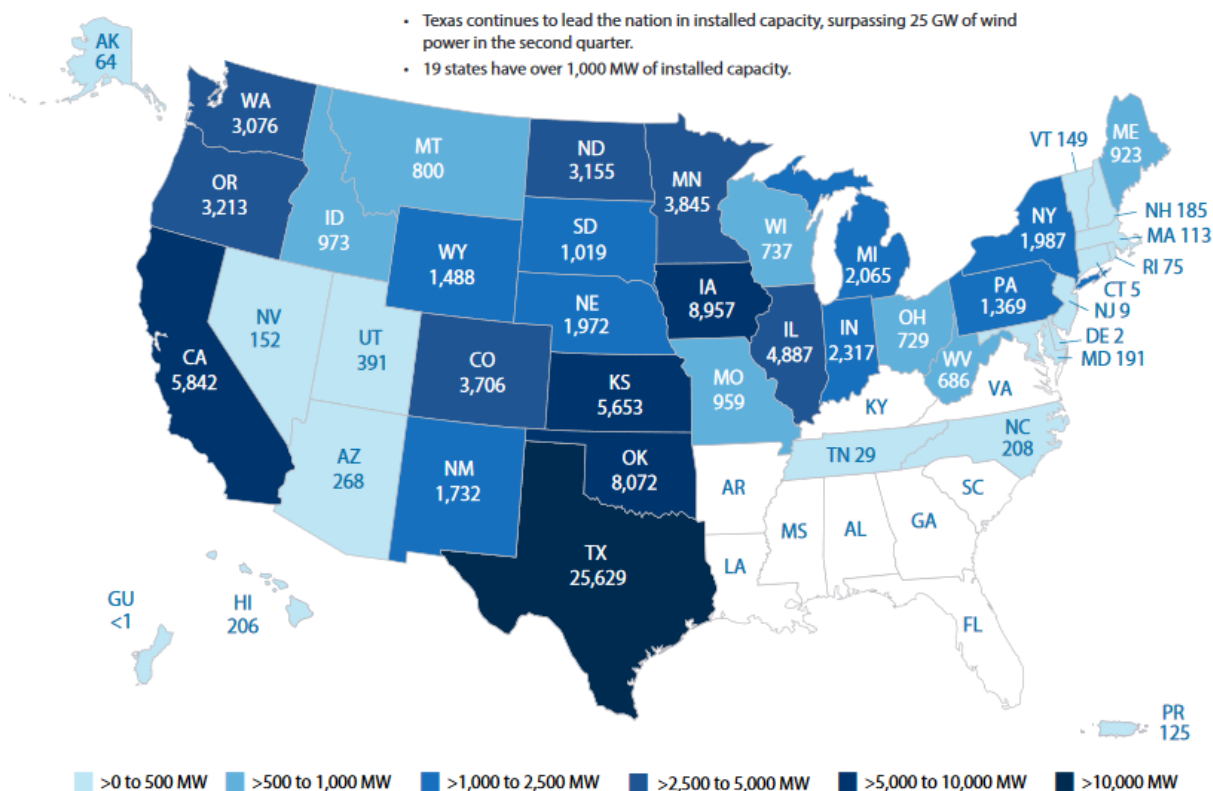 • Texas continues to lead the nation in installed capacity, surpassing 25 GW of wind
power in the second quarter.
• 19 states have over 1,000 MW of installed capacity.
AK
64
WA
3,076
MT
800
ND
3,155
MN
3,845
VT 149
ME
923
OR
3,213
ID
973
WY
1,488
SD
1,019
WI
737
MI
2,065
NY
1,987
NH 185
MA 113
RI 75
CT 5
NJ 9
DE 2
MD 191
PA
1,369
NE
1,972
IA
8,957
IL
4,887
IN
2,317
OH
729
WV
686
VA
NV
152
UT
391
CO
3,706
KS
5,653
MO
959
KY
CA
5,842
AZ
268
NM
1,732
OK
8,072
AR
TN 29
NC
208
SC
MS
AL
GA
TX
25,629
LA
FL
GU
<1
HI
206
PR
125
>0 to 500 MW
>500 to 1,000 MW
>1,000 to 2,500 MW
>2,500 to 5,000 MW
>5,000 to 10,000 MW
>10,000 MW